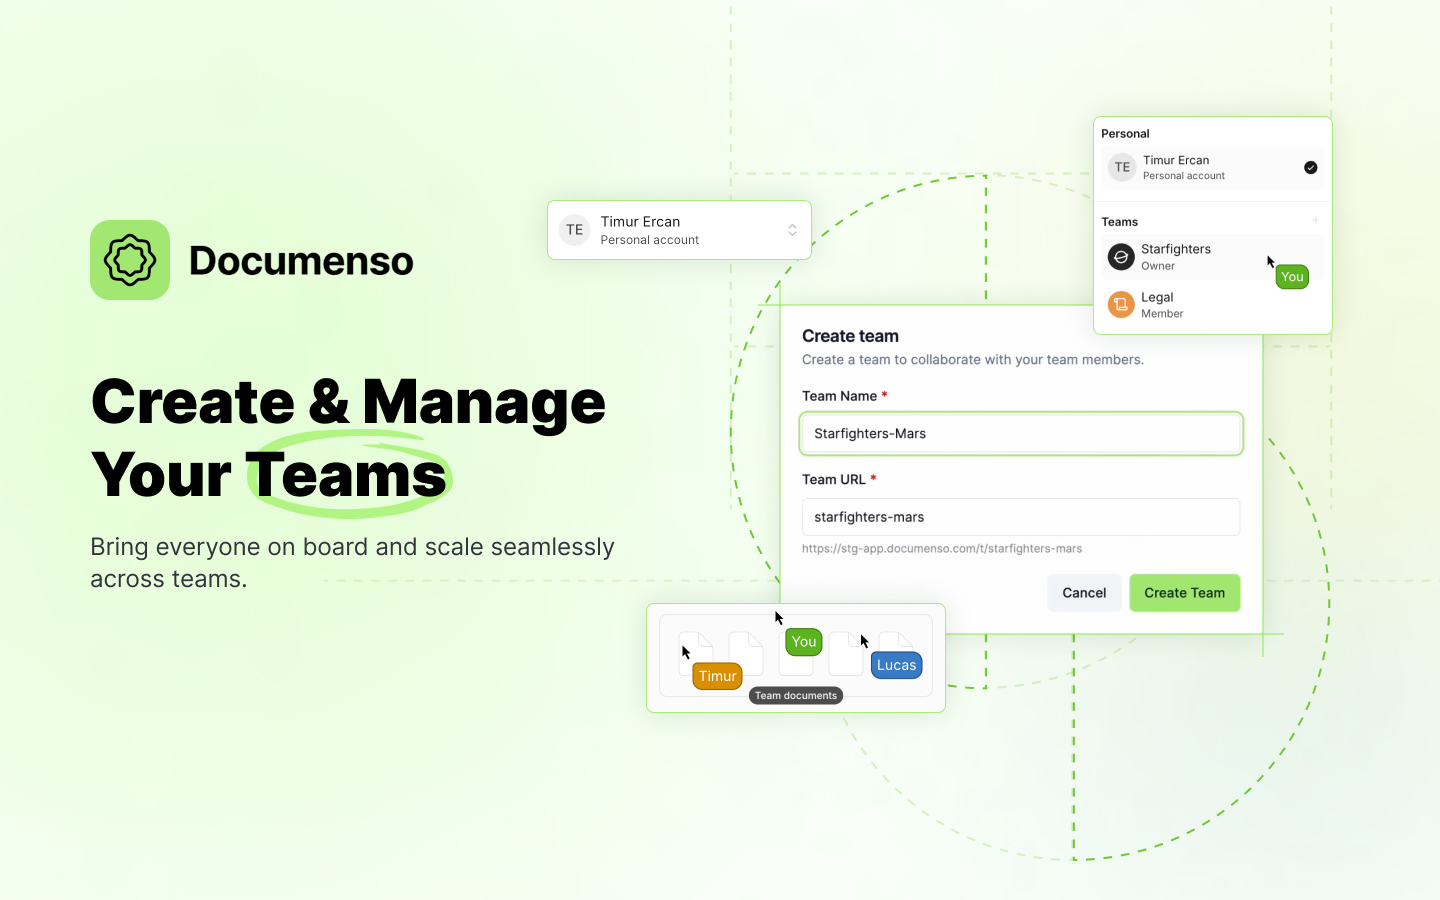 Documenso
Create & Manage
Your Teams
Bring everyone on board and scale seamlessly
across teams.
TE
Timur Ercan
Personal account
Personal
TE
Timur Ercan
Personal account
Teams
Starfighters
Owner
You
Legal
Member
Create team
Create a team to collaborate with your team members.
Team Name *
Starfighters-Mars
Team URL *
starfighters-mars
https://stg-app.documenso.com/t/starfighters-mars
Cancel
Create Team
You
Lucas
Timur
Team documents